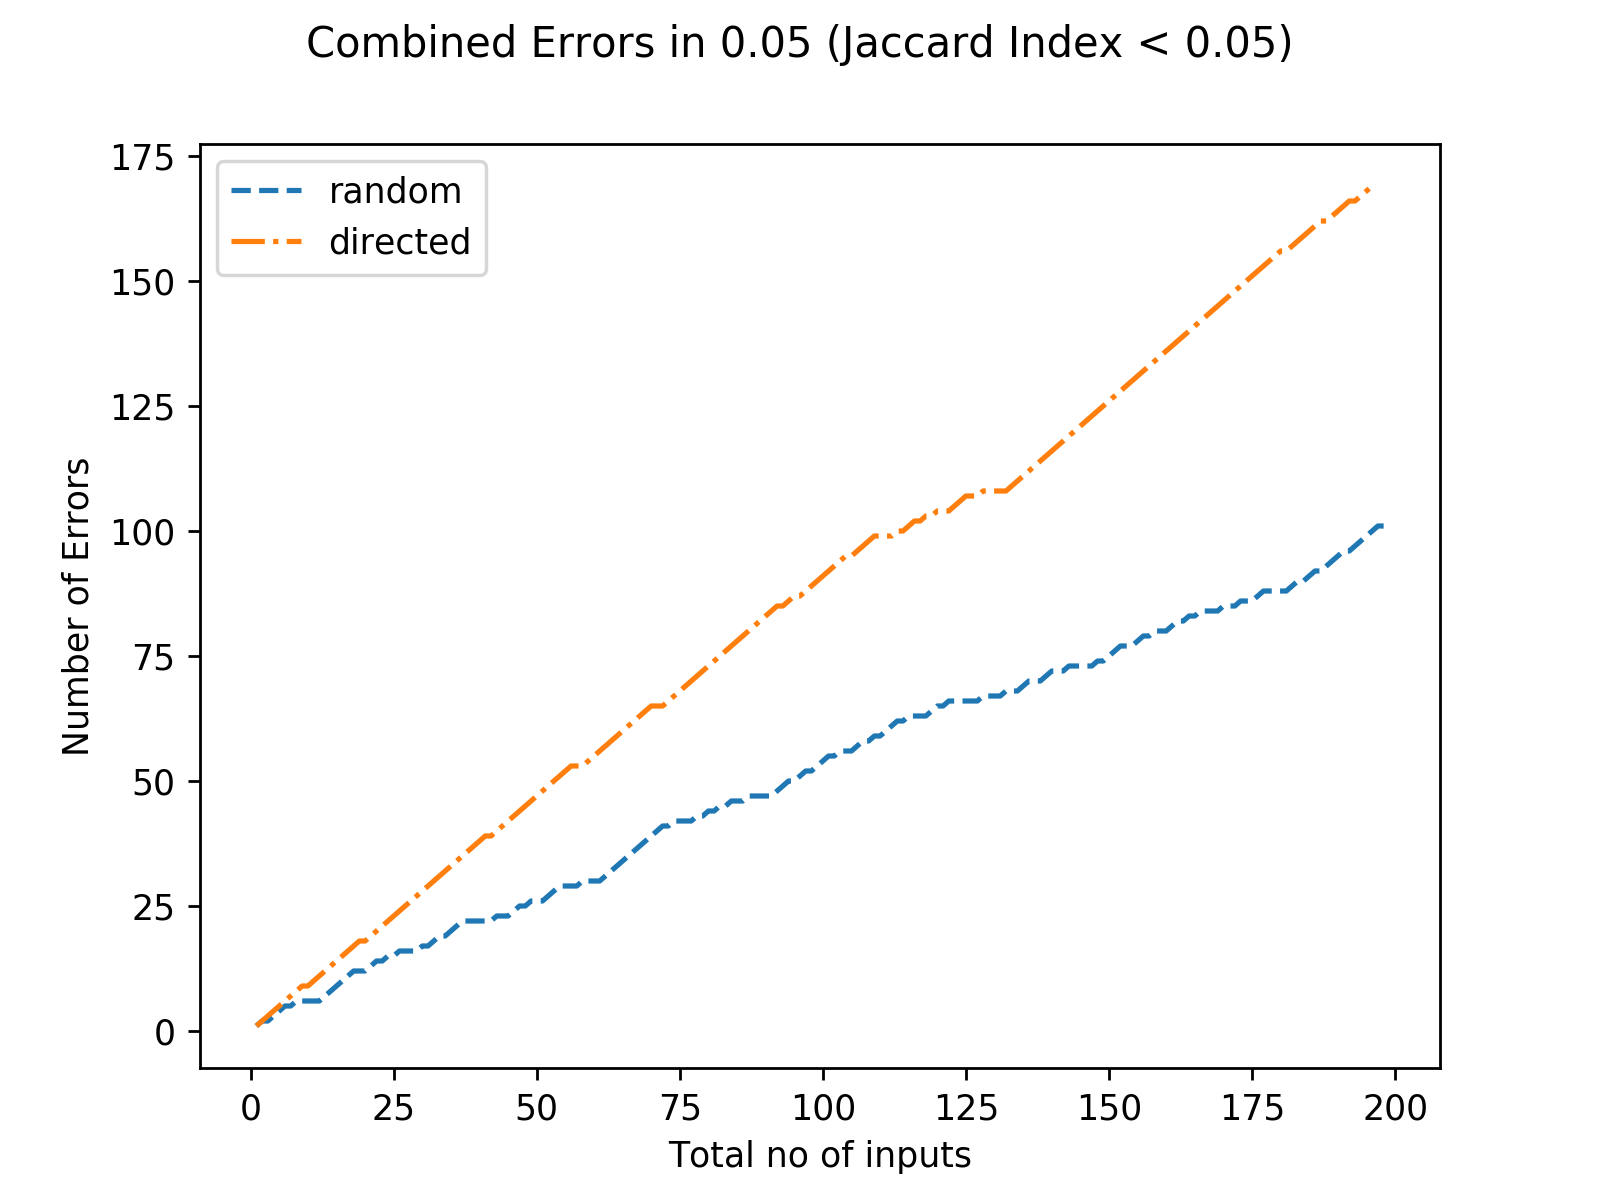 Combined Errors in 0.05 (Jaccard Index < 0.05)
random
directed
175
150
125
100
75
50
25
0
Number of Errors
0 25 50 75 100 125 150 175 200
Total no of inputs